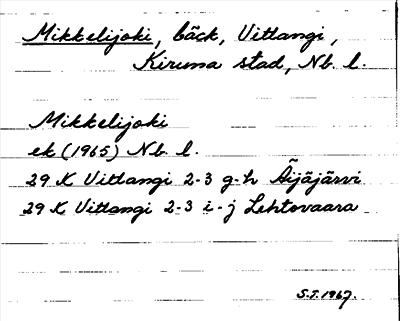 Mikkelijoki, bäck, Vittangi,
Kiruna stad, Nb. l.
Mikkelijoki
ek (1965) Nb. l.
29 K Vittangi 2-3 g-h Äijäjärvi
29 K Vittangi 2-3 i-j Lehtovaara
S.T. 1967.